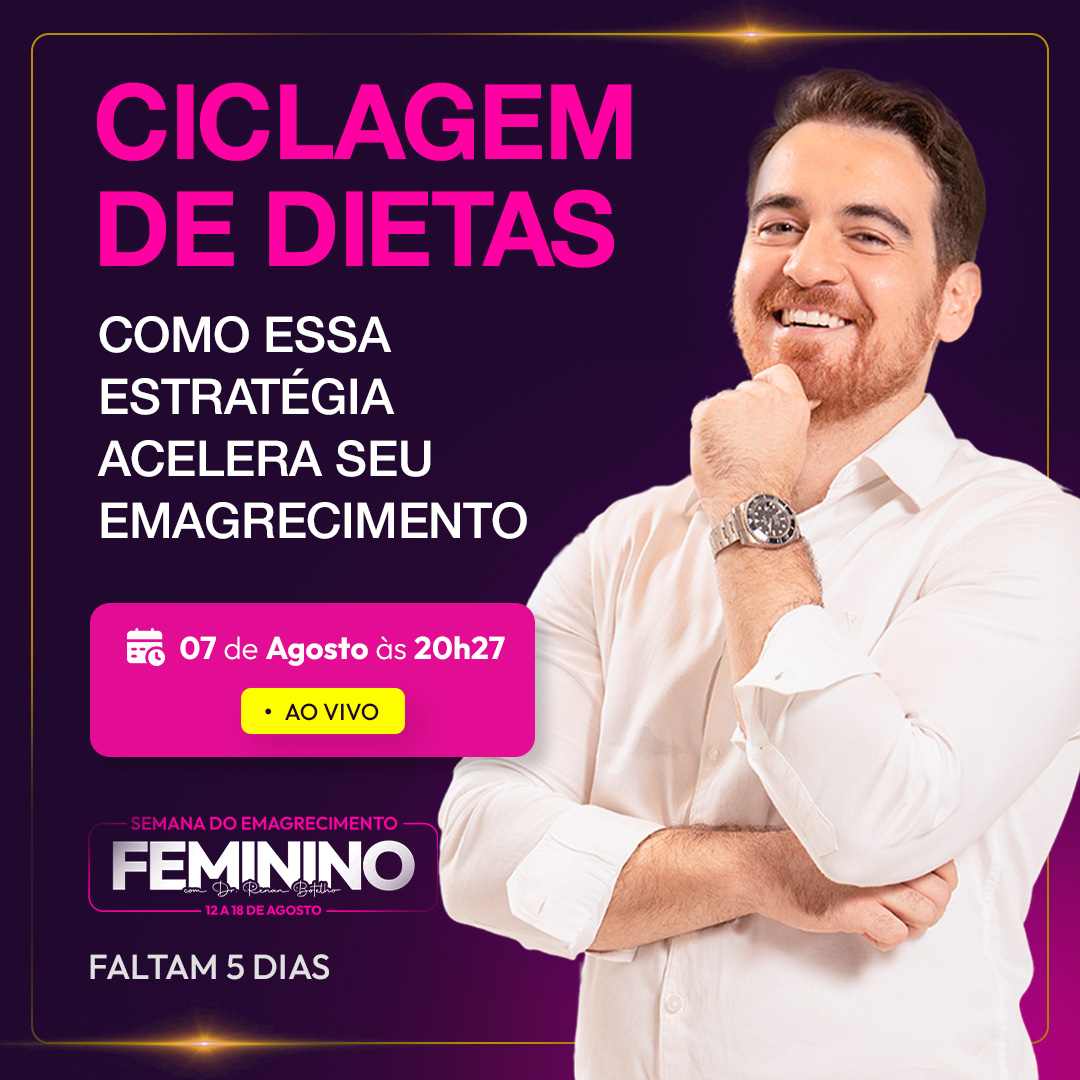 CICLAGEM
DE DIETAS
COMO ESSA
ESTRATÉGIA
ACELERA SEU
EMAGRECIMENTO
07 de Agosto às 20h27
• AO VIVO
SEMANA DO EMAGRECIMENTO
FEMININO
com Dr. Renan Botelho
12 A 18 DE AGOSTO
FALTAM 5 DIAS